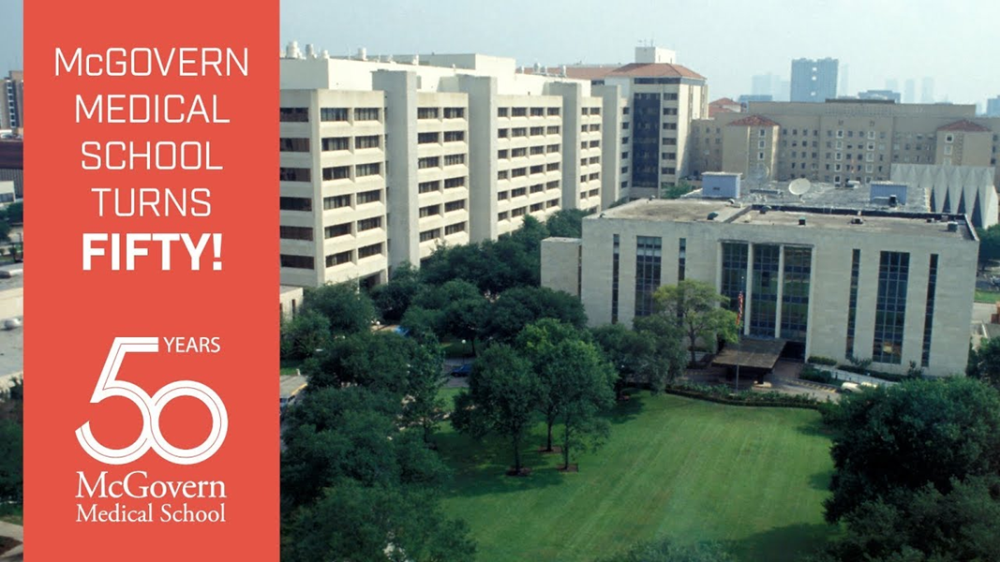 McGOVERN
MEDICAL
SCHOOL
TURNS
FIFTY!
50 YEARS
McGovern
Medical School